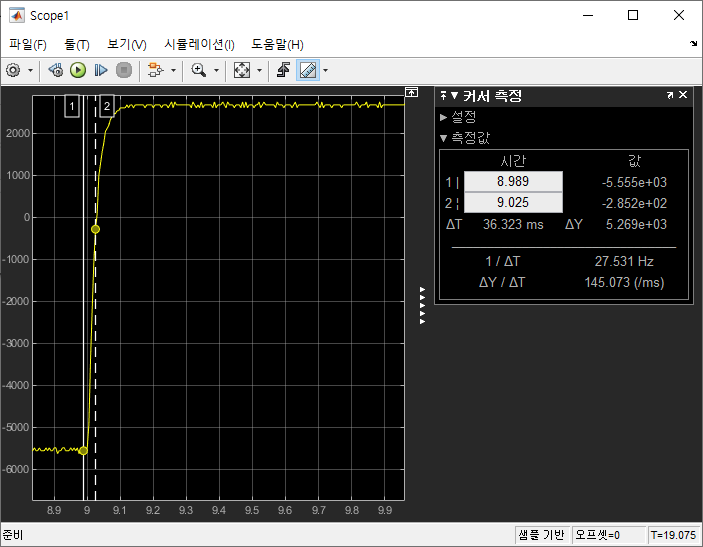 Scope1
파일(F) 툴(T) 보기(V) 시뮬레이션(I) 도움말(H)
1 2
2000
1000
0
-1000
-2000
-3000
-4000
-5000
-6000
8.9 9 9.1 9.2 9.3 9.4 9.5 9.6 9.7 9.8 9.9
커서 측정
설정
측정값
시간 값
1 | 8.989 -5.555e+03
2 ¦ 9.025 -2.852e+02
ΔT 36.323 ms ΔY 5.269e+03
1 / ΔT 27.531 Hz
ΔY / ΔT 145.073 (/ms)
준비 샘플 기반 오프셋=0 T=19.075